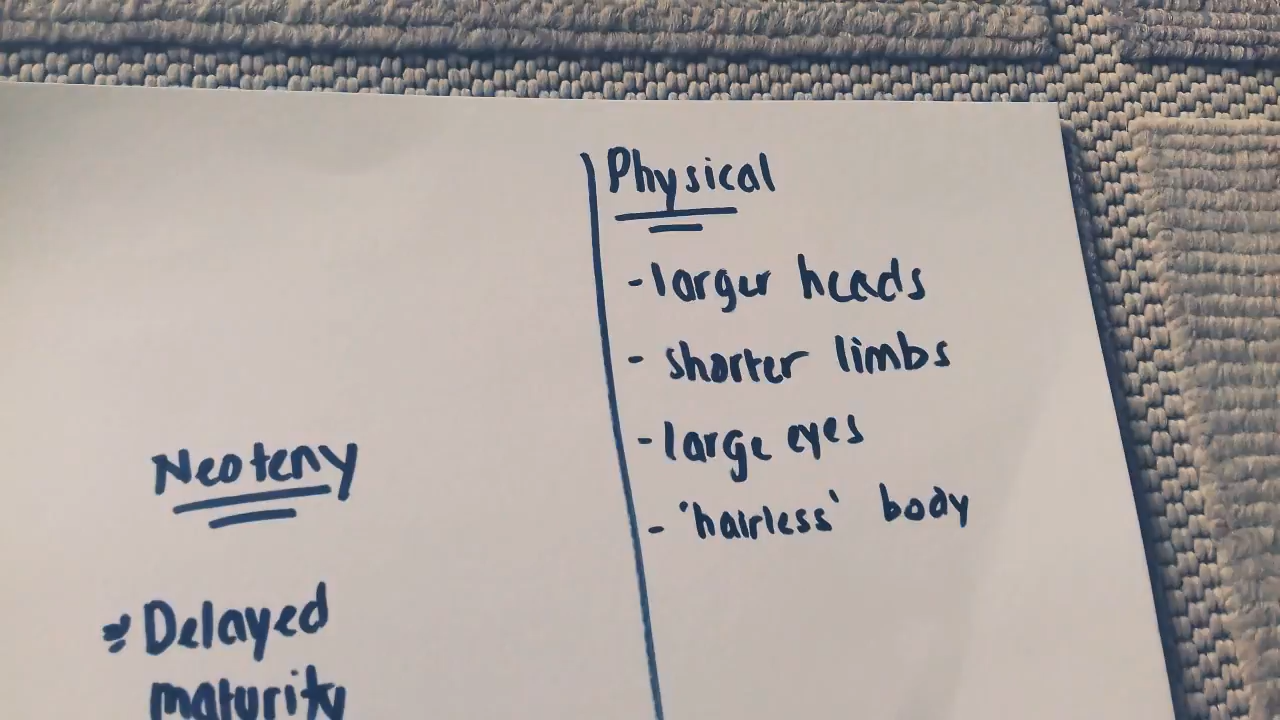 Neoteny
Delayed
maturity
Physical
- larger heads
- shorter limbs
- large eyes
- 'hairless' body